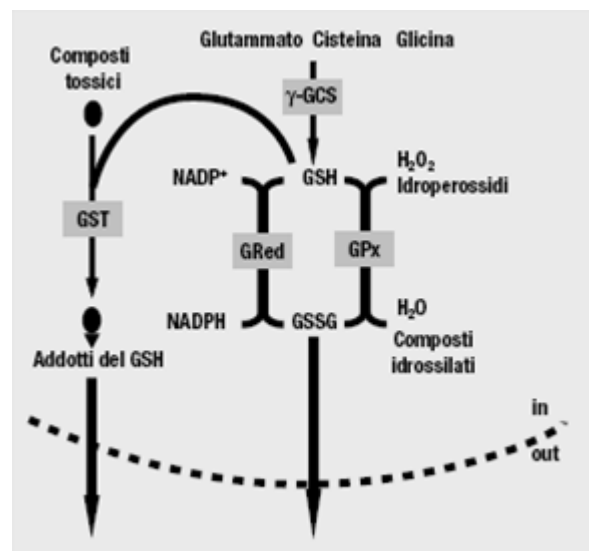 Glutammato Cisteina Glicina
Composti
tossici
γ-GCS
NADP⁺
GSH
H₂O₂
Idroperossidi
GST
GRed
GPx
NADPH
GSSG
H₂O
Composti
idrossilati
Addotti del GSH
in
out